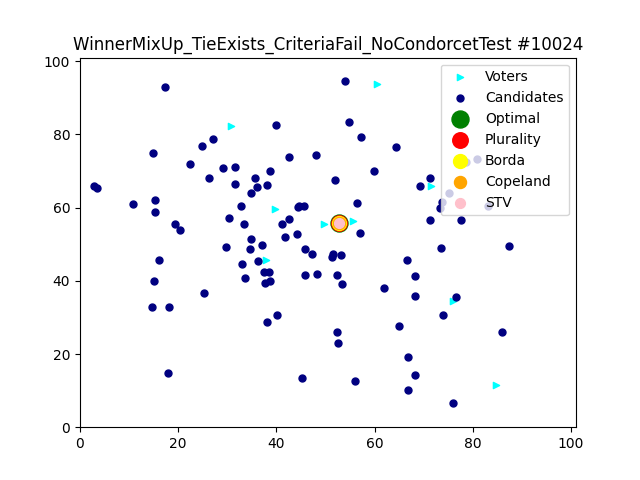 WinnerMixUp_TieExists_CriteriaFail_NoCondorcetTest #10024
100
80
60
40
20
0
0
20
40
60
80
100
Voters
Candidates
Optimal
Plurality
Borda
Copeland
STV